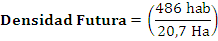 Densidad Futura = (486 hab / 20,7 Ha)